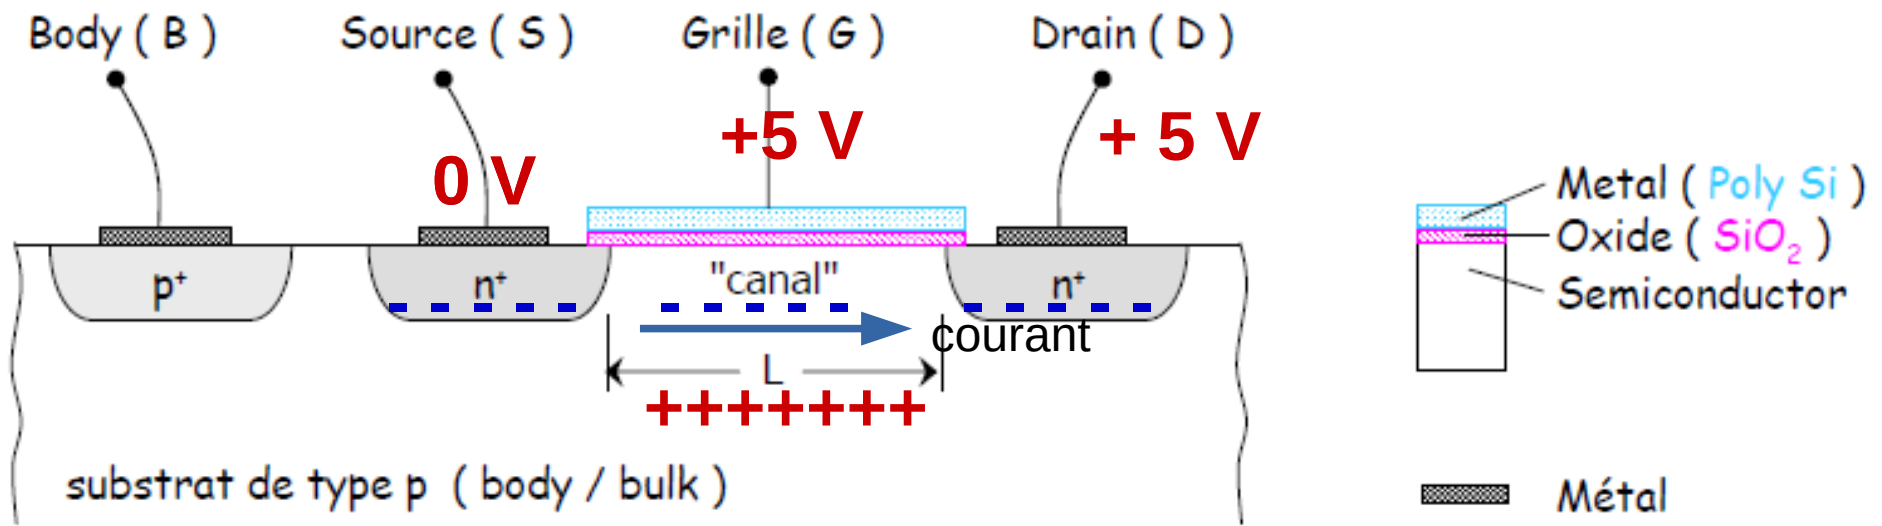 Body ( B )
Source ( S )
Grille ( G )
Drain ( D )
0 V
+5 V
+ 5 V
p+
n+
"canal"
n+
courant
L
+++++++
substrat de type p ( body / bulk )
Metal ( Poly Si )
Oxide ( SiO2 )
Semiconductor
Métal